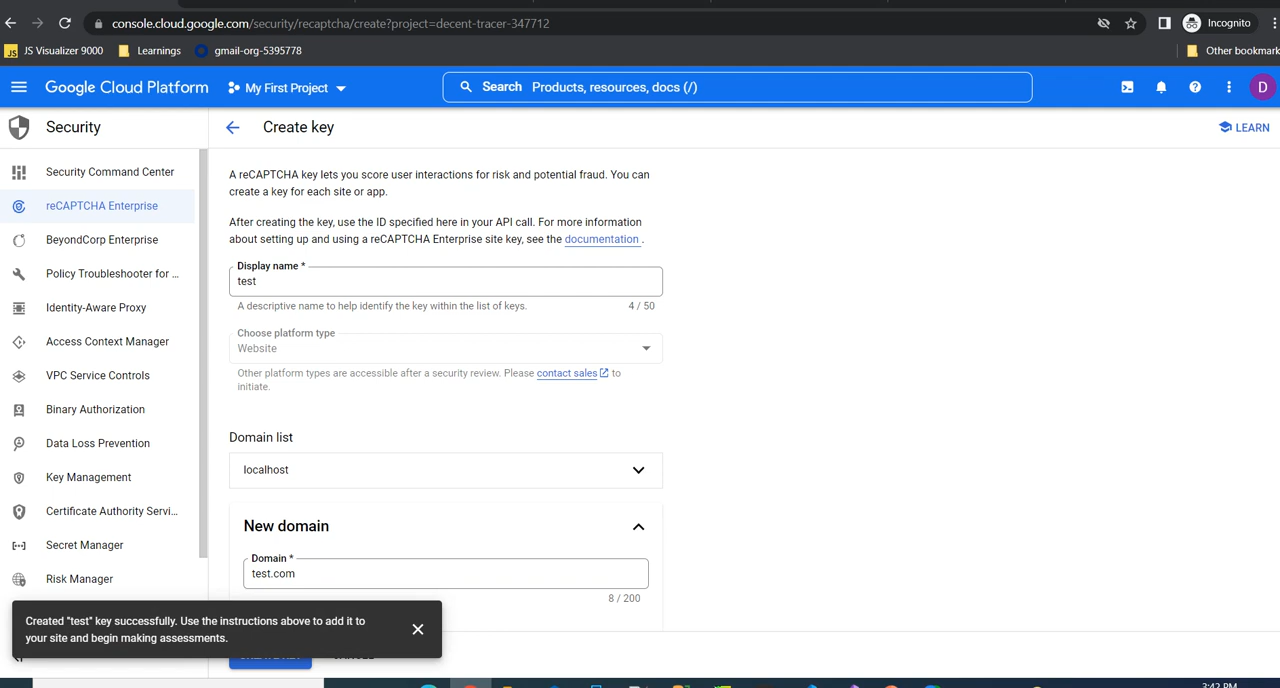 console.cloud.google.com/security/recaptcha/create?project=decent-tracer-347712
Incognito
JS Visualizer 9000
Learnings
gmail-org-5395778
Other bookmark
Google Cloud Platform
My First Project
Search Products, resources, docs (/)
D
Security
Create key
LEARN
Security Command Center
reCAPTCHA Enterprise
BeyondCorp Enterprise
Policy Troubleshooter for ...
Identity-Aware Proxy
Access Context Manager
VPC Service Controls
Binary Authorization
Data Loss Prevention
Key Management
Certificate Authority Servi...
Secret Manager
Risk Manager
A reCAPTCHA key lets you score user interactions for risk and potential fraud. You can
create a key for each site or app.
After creating the key, use the ID specified here in your API call. For more information
about setting up and using a reCAPTCHA Enterprise site key, see the documentation .
Display name *
test
A descriptive name to help identify the key within the list of keys.
4 / 50
Choose platform type
Website
Other platform types are accessible after a security review. Please contact sales to
initiate.
Domain list
localhost
New domain
Domain *
test.com
8 / 200
Created "test" key successfully. Use the instructions above to add it to
your site and begin making assessments.
3:42 PM